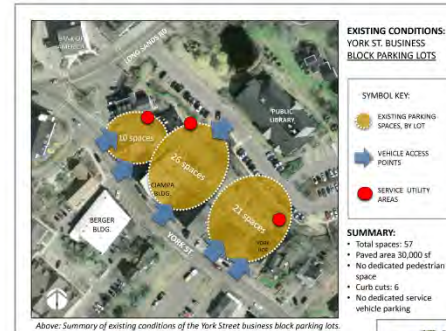 BANK OF
AMERICA
LONG SANDS RD
PUBLIC
LIBRARY
10 spaces
26 spaces
CIAMPA
BLDG.
21 spaces
BERGER
BLDG.
YORK ST.
Above: Summary of existing conditions of the York Street business block parking lots.
EXISTING CONDITIONS:
YORK ST. BUSINESS
BLOCK PARKING LOTS
SYMBOL KEY:
EXISTING PARKING
SPACES, BY LOT
VEHICLE ACCESS
POINTS
SERVICE UTILITY
AREAS
SUMMARY:
• Total spaces: 57
• Paved area 30,000 sf
• No dedicated pedestrian
space
• Curb cuts: 6
• No dedicated service
vehicle parking